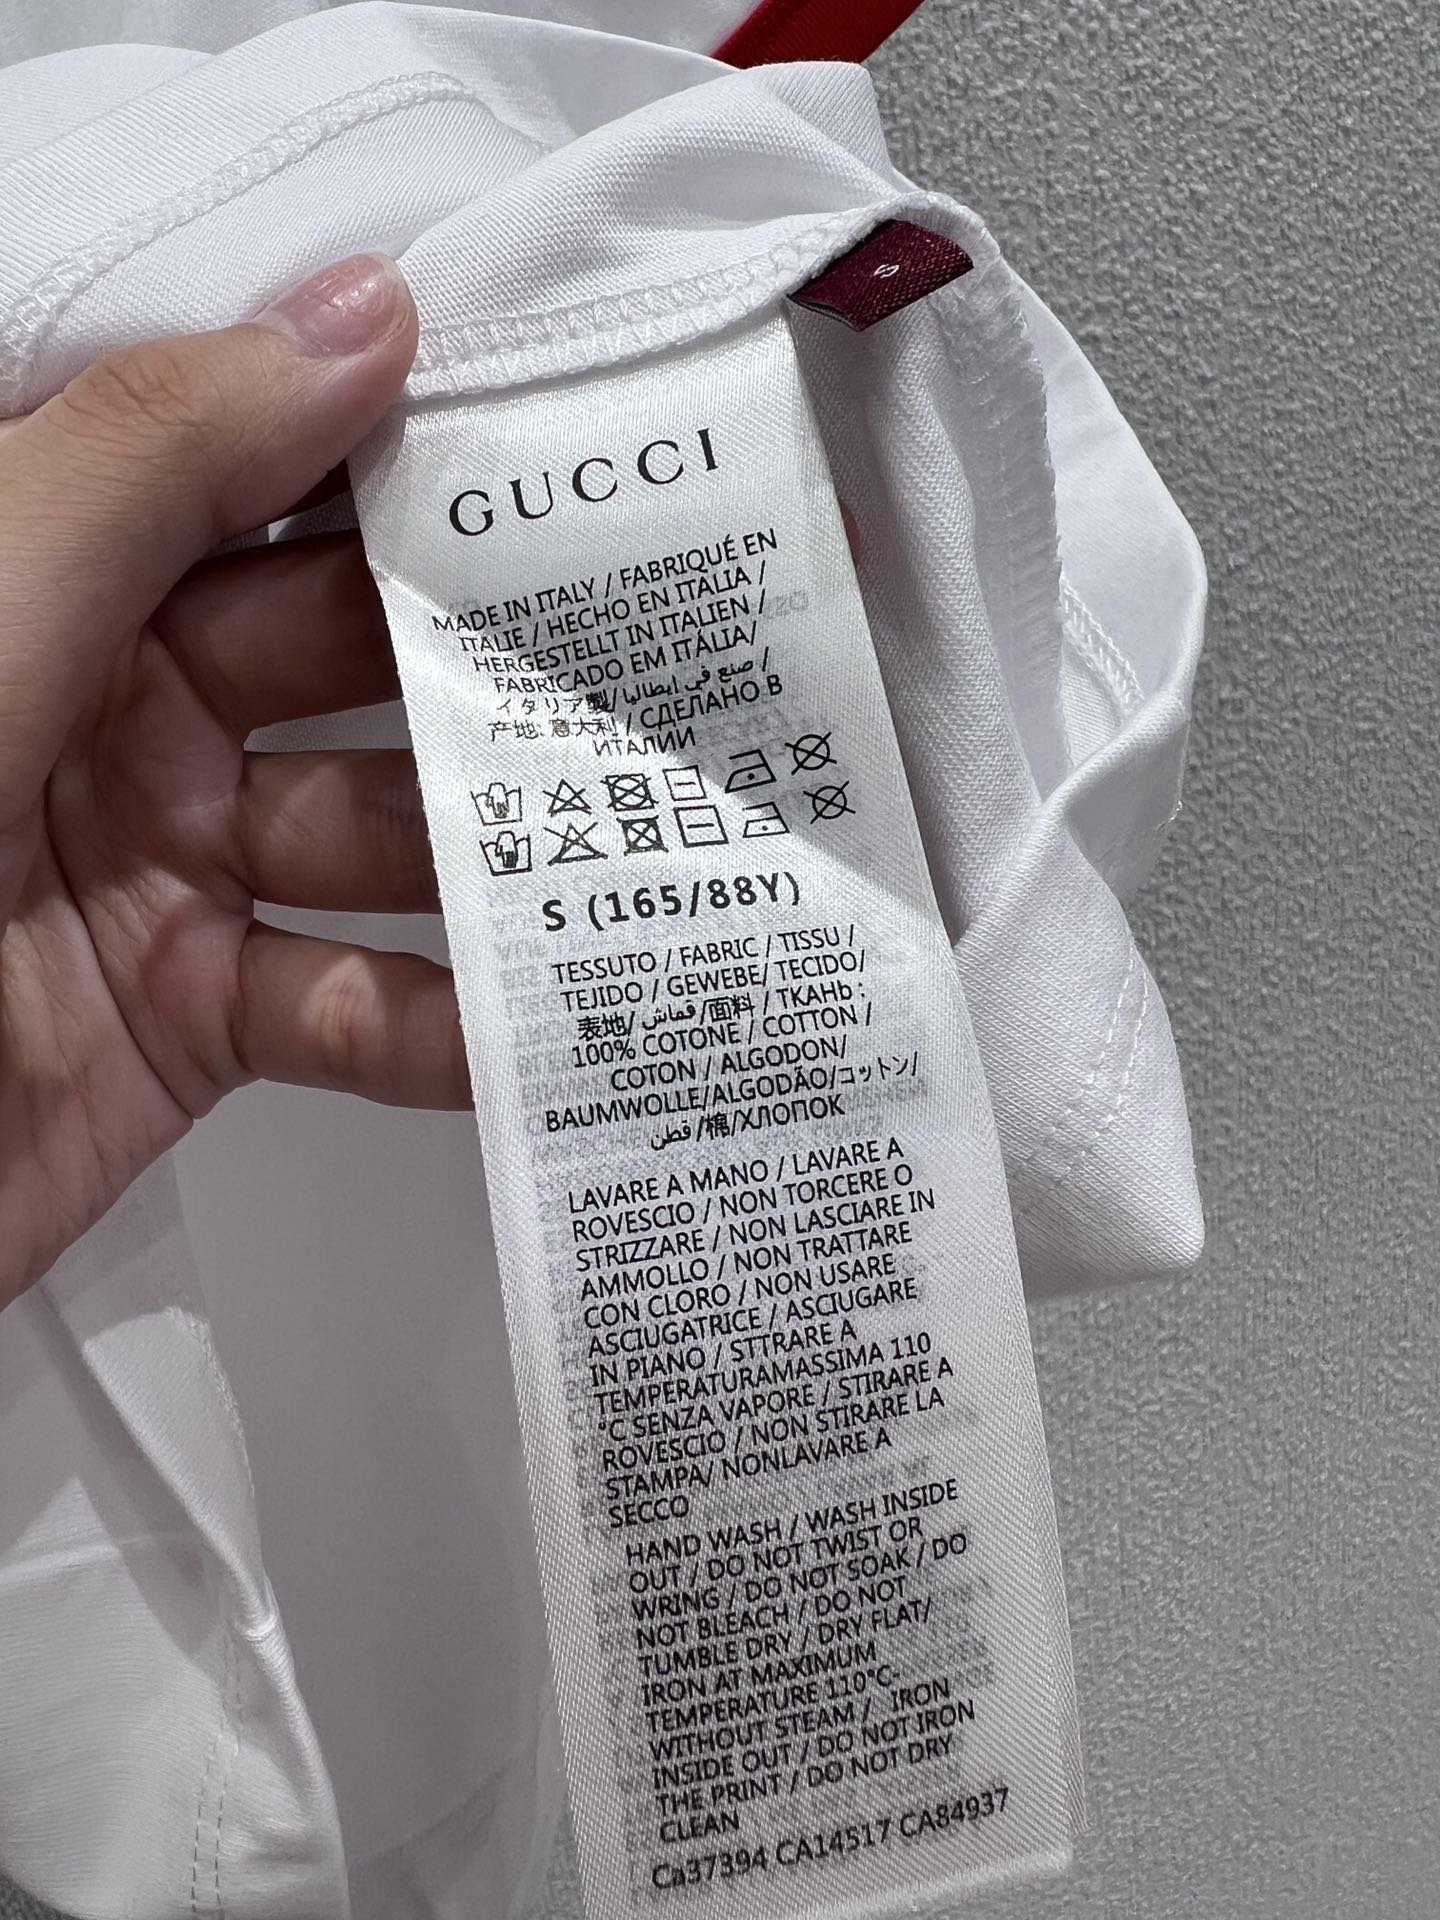 S
GUCCI
MADE IN ITALY / FABRIQUÉ EN
ITALIE / HECHO EN ITALIA /
HERGESTELLT IN ITALIEN /
FABRICADO EM ITÁLIA/
イタリア製/صنع في ايطاليا /
产地: 意大利 / СДЕЛАНО В
ИТАЛИИ
S (165/88Y)
TESSUTO / FABRIC / TISSU /
TEJIDO / GEWEBE/ TECIDO/
表地/ قماش /面料 / TKAHb :
100% COTONE / COTTON /
COTON / ALGODON/
BAUMWOLLE/ALGODÃO/コットン/
قطن /棉/ХЛОПОК
LAVARE A MANO / LAVARE A
ROVESCIO / NON TORCERE O
STRIZZARE / NON LASCIARE IN
AMMOLLO / NON TRATTARE
CON CLORO / NON USARE
ASCIUGATRICE / ASCIUGARE
IN PIANO / STTRARE A
TEMPERATURAMASSIMA 110
°C SENZA VAPORE / STIRARE A
ROVESCIO / NON STIRARE LA
STAMPA/ NONLAVARE A
SECCO
HAND WASH / WASH INSIDE
OUT / DO NOT TWIST OR
WRING / DO NOT SOAK / DO
NOT BLEACH / DO NOT
TUMBLE DRY / DRY FLAT/
IRON AT MAXIMUM
TEMPERATURE 110°C-
WITHOUT STEAM / IRON
INSIDE OUT / DO NOT IRON
THE PRINT / DO NOT DRY
CLEAN
Ca37394 CA14517 CA84937